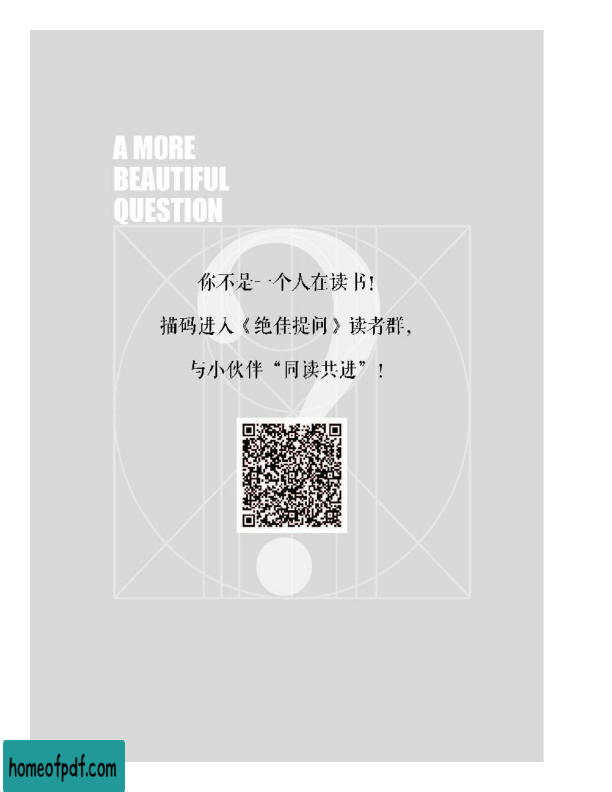 A MORE
BEAUTIFUL
QUESTION
你不是一个人在读书!
描码进入《绝佳提问》读者群,
与小伙伴“同读共进”!
homeofpdf.com